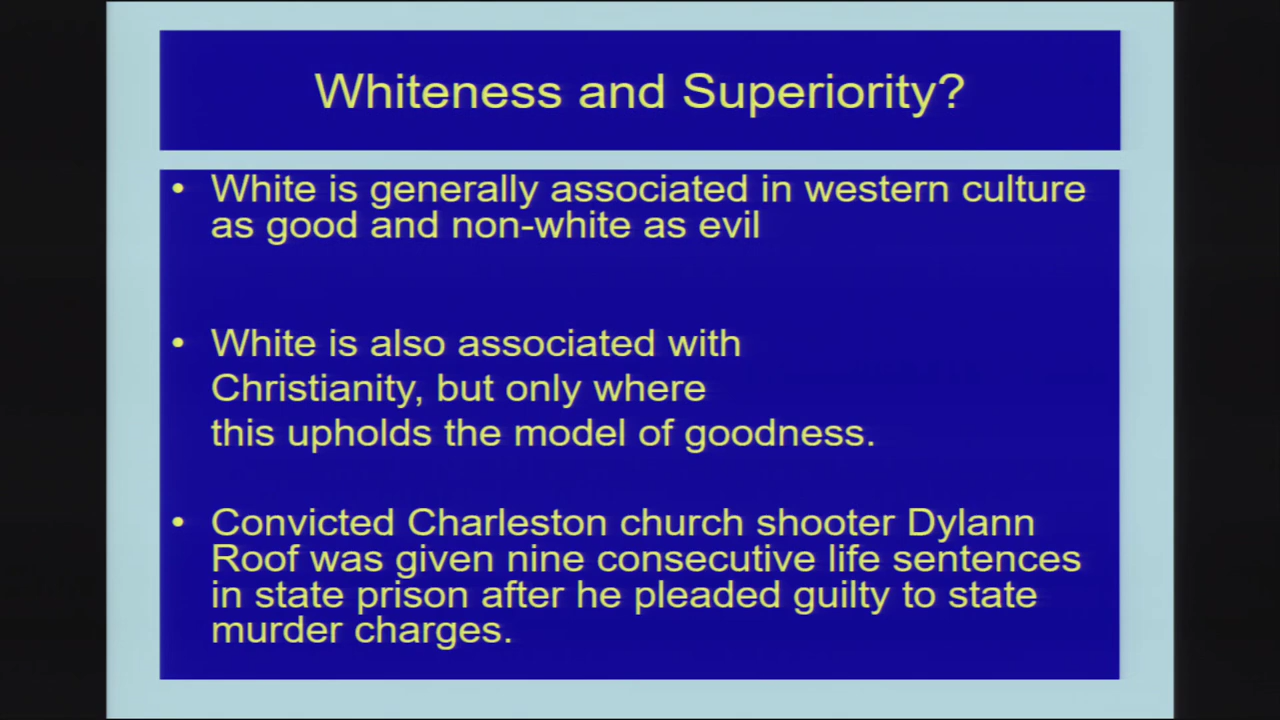 Whiteness and Superiority?
• White is generally associated in western culture
as good and non-white as evil
• White is also associated with
Christianity, but only where
this upholds the model of goodness.
• Convicted Charleston church shooter Dylann
Roof was given nine consecutive life sentences
in state prison after he pleaded guilty to state
murder charges.